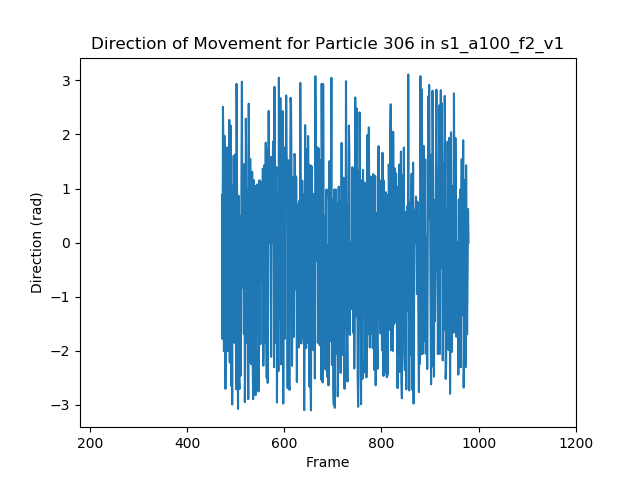 Direction of Movement for Particle 306 in s1_a100_f2_v1
3
2
1
0
−1
−2
−3
Direction (rad)
200 400 600 800 1000 1200
Frame